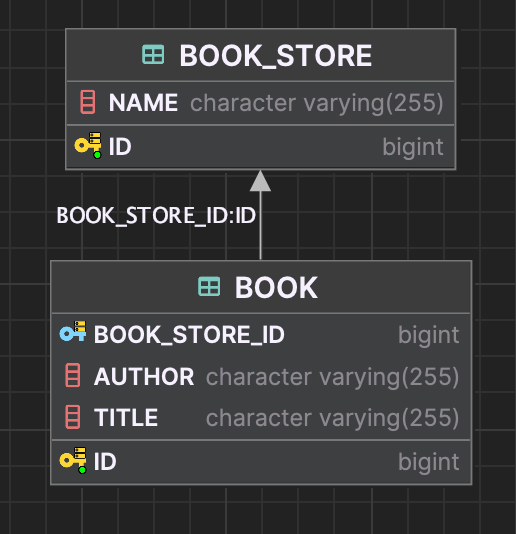 BOOK_STORE
NAME character varying(255)
ID bigint
BOOK_STORE_ID:ID
BOOK
BOOK_STORE_ID bigint
AUTHOR character varying(255)
TITLE character varying(255)
ID bigint